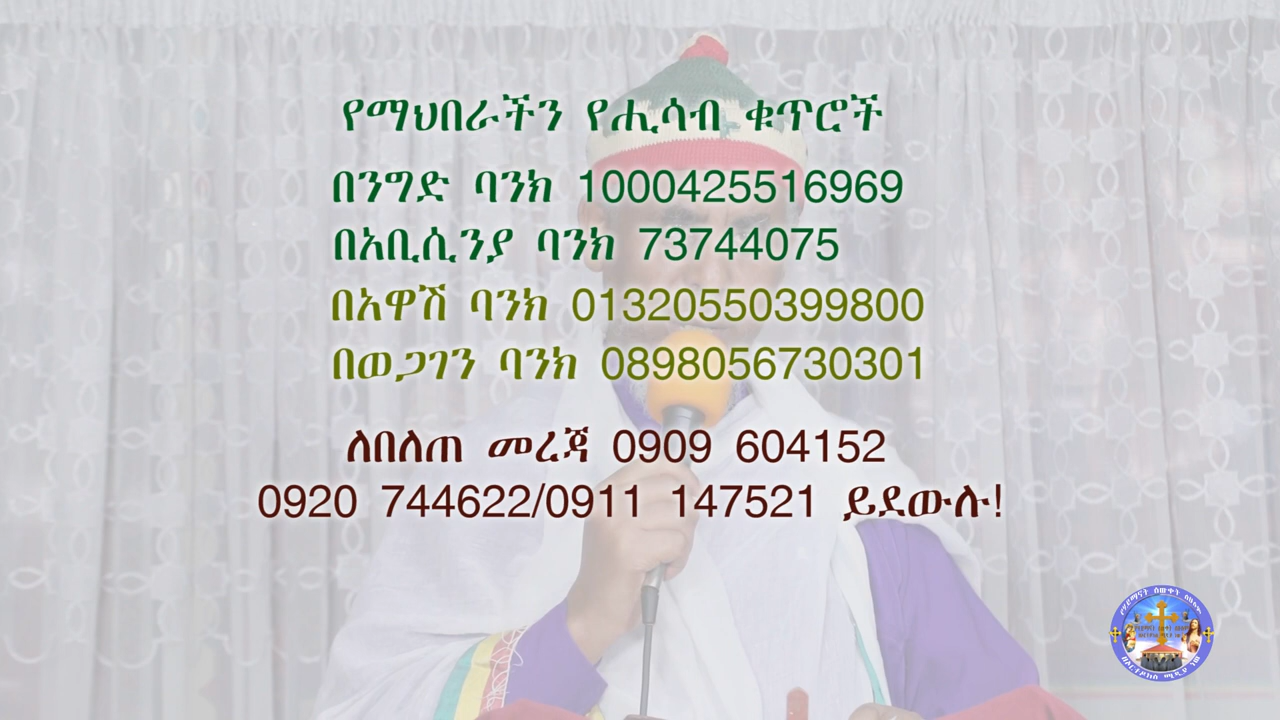 የማህበራችን የሒሳብ ቁጥሮች
በንግድ ባንክ 1000425516969
በአቢሲንያ ባንክ 73744075
በአዋሽ ባንክ 01320550399800
በወጋገን ባንክ 0898056730301
ለበለጠ መረጃ 0909 604152
0920 744622/0911 147521 ይደውሉ!